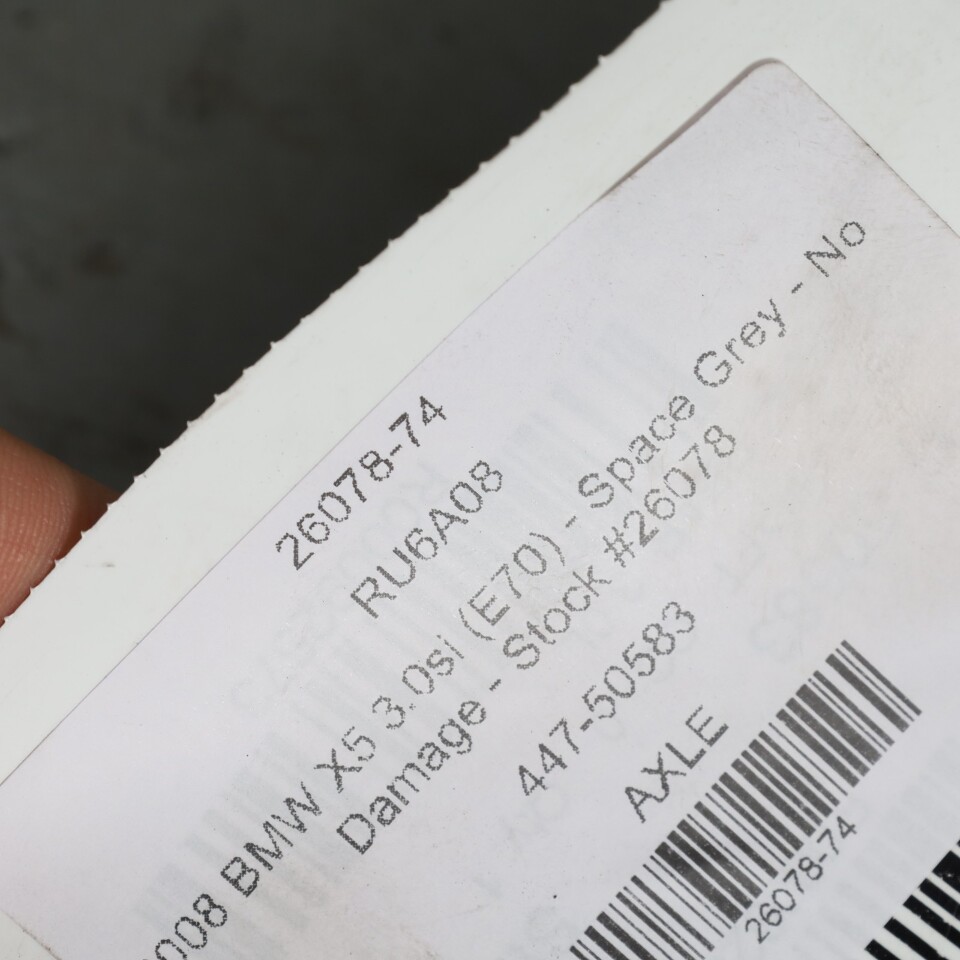 26078-74
RU6A08
008 BMW X5 3.0si (E70) - Space Grey - No
Damage - Stock #26078
447-50583
AXLE
26078-74